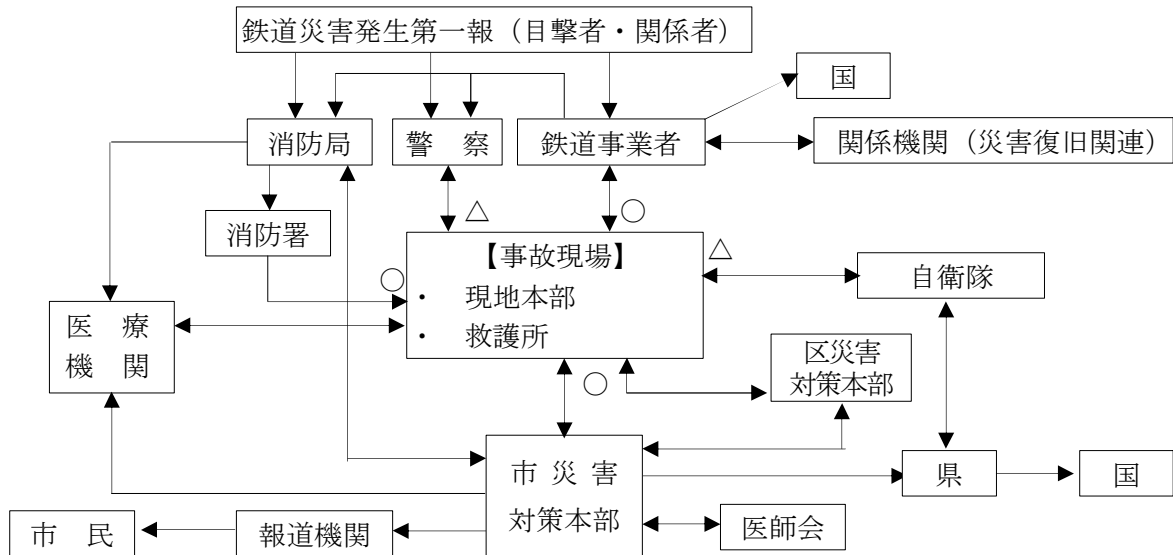 鉄道災害発生第一報（目撃者・関係者）
国
消防局
警　察
鉄道事業者
関係機関（災害復旧関連）
△
○
消防署
【事故現場】
△
○
・　現地本部
・　救護所
自衛隊
医　療
機　関
区災害
対策本部
○
市 災 害
対策本部
県
国
市　民
報道機関
医師会